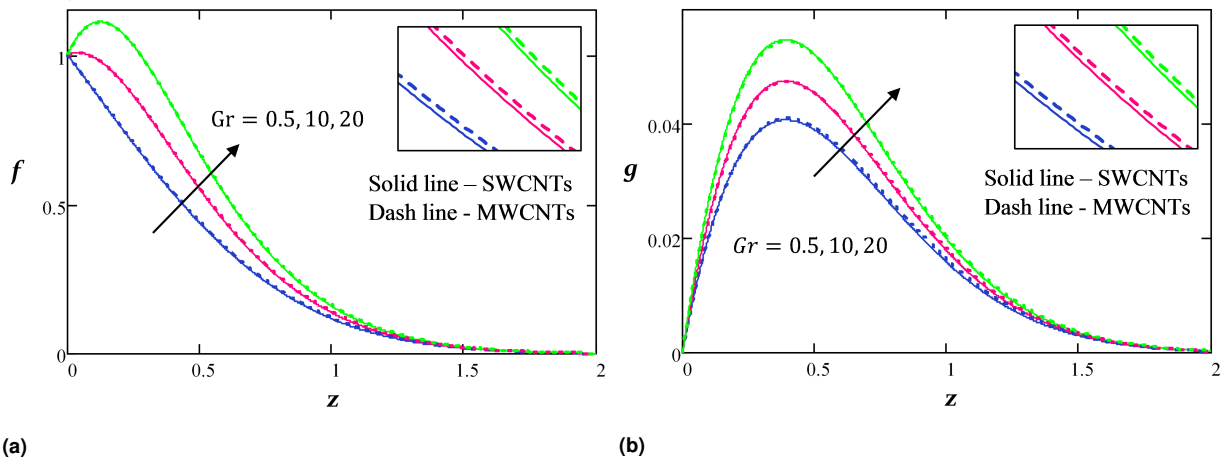 1
Gr = 0.5, 10, 20
f
Solid line – SWCNTs
Dash line - MWCNTs
0.5
0
0
0.5
1
1.5
2
z
(a)
0.04
g
Solid line – SWCNTs
Dash line - MWCNTs
0.02
Gr = 0.5, 10, 20
0
0
0.5
1
1.5
2
z
(b)